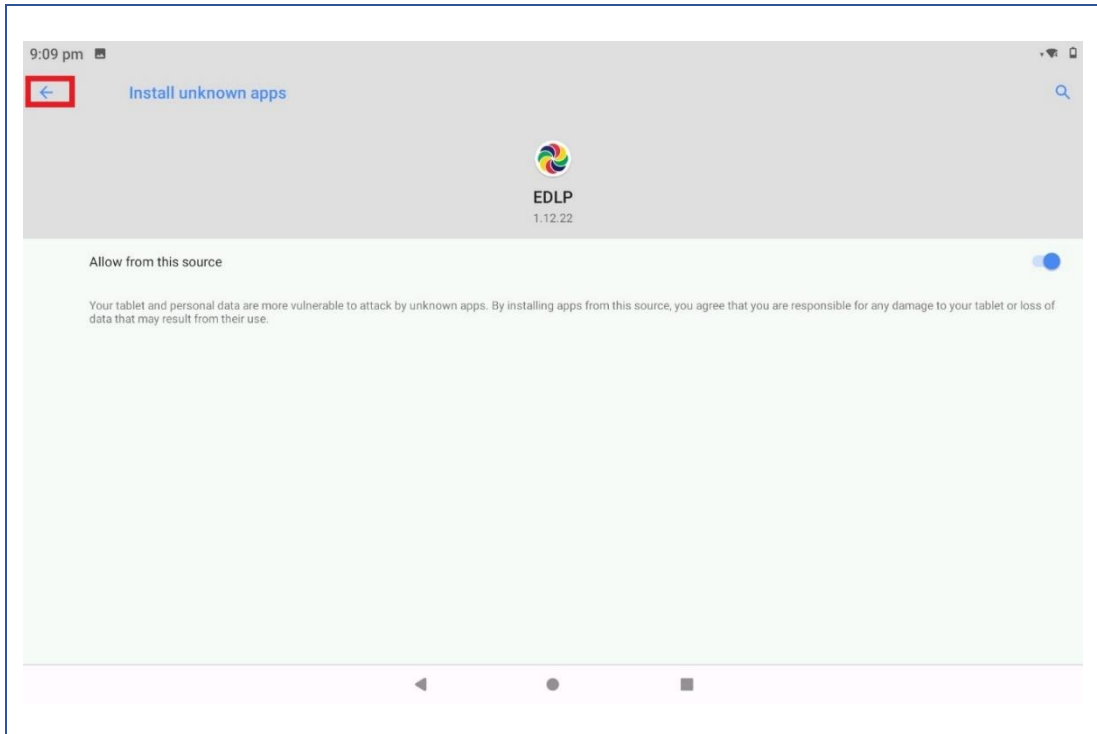 9:09 pm
Install unknown apps
EDLP
1.12.22
Allow from this source
Your tablet and personal data are more vulnerable to attack by unknown apps. By installing apps from this source, you agree that you are responsible for any damage to your tablet or loss of
data that may result from their use.